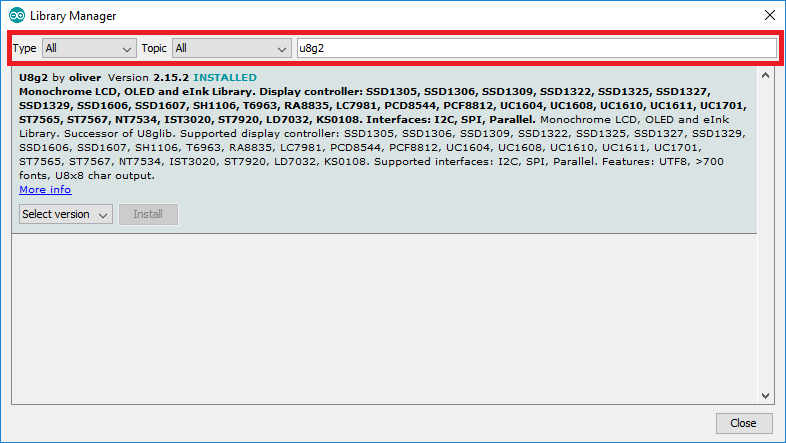 Library Manager
Type All Topic All u8g2
U8g2 by oliver Version 2.15.2 INSTALLED
Monochrome LCD, OLED and eInk Library. Display controller: SSD1305, SSD1306, SSD1309, SSD1322, SSD1325, SSD1327,
SSD1329, SSD1606, SSD1607, SH1106, T6963, RA8835, LC7981, PCD8544, PCF8812, UC1604, UC1608, UC1610, UC1611, UC1701,
ST7565, ST7567, NT7534, IST3020, ST7920, LD7032, KS0108. Interfaces: I2C, SPI, Parallel. Monochrome LCD, OLED and eInk
Library. Successor of U8glib. Supported display controller: SSD1305, SSD1306, SSD1309, SSD1322, SSD1325, SSD1327, SSD1329,
SSD1606, SSD1607, SH1106, T6963, RA8835, LC7981, PCD8544, PCF8812, UC1604, UC1608, UC1610, UC1611, UC1701,
ST7565, ST7567, NT7534, IST3020, ST7920, LD7032, KS0108. Supported interfaces: I2C, SPI, Parallel. Features: UTF8, >700
fonts, U8x8 char output.
More info
Select version Install
Close